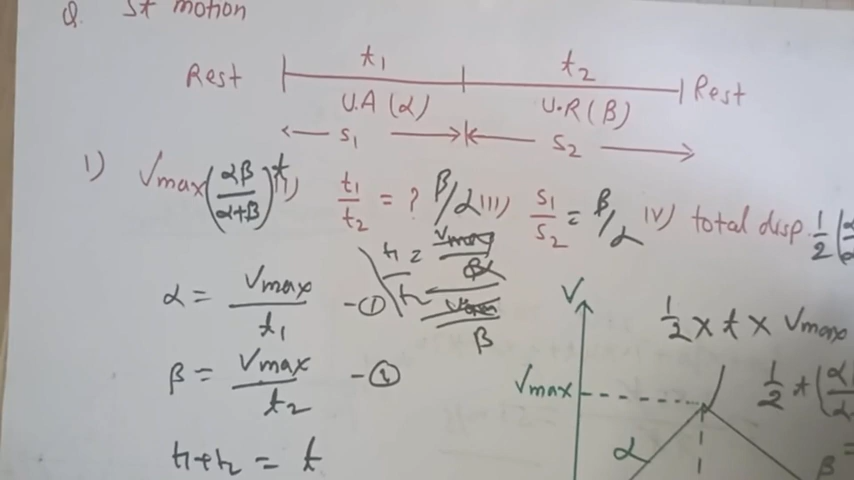 Q. St motion
t₁ t₂
Rest U.A (α) U.R (β) Rest
s₁ s₂
1) Vmax (αβ/α+β) t, t₁/t₂ = ? β/α III) s₁/s₂ = β/α IV) total disp. 1/2
α = Vmax/t₁ - ①
β = Vmax/t₂ - ②
t₁+t₂ = t
V
1/2 x t x Vmax
Vmax
α
β